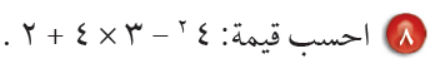 ٨ احسب قيمة: ٤ ٢ − ٣ × ٤ + ٢ .